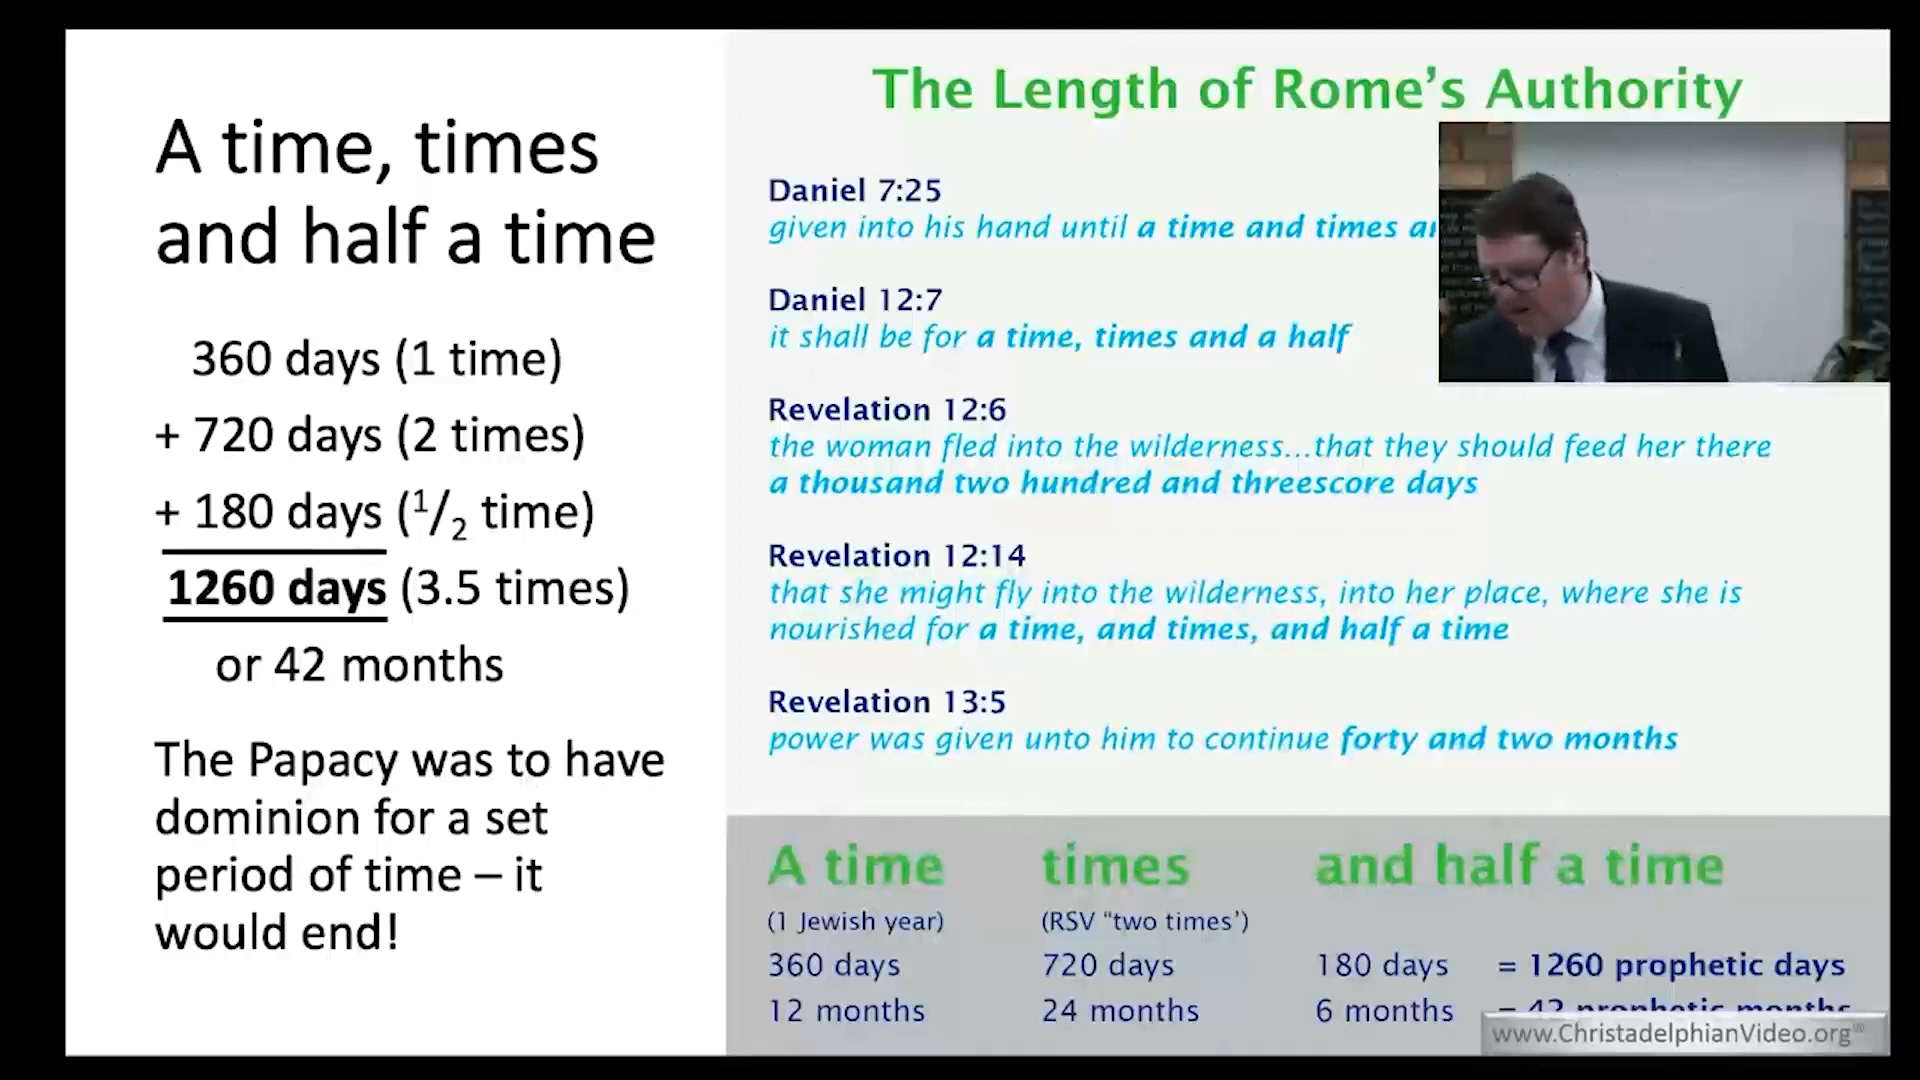 A time, times
and half a time
360 days (1 time)
+ 720 days (2 times)
+ 180 days (1/2 time)
1260 days (3.5 times)
or 42 months
The Papacy was to have
dominion for a set
period of time – it
would end!
The Length of Rome’s Authority
Daniel 7:25
given into his hand until a time and times
Daniel 12:7
it shall be for a time, times and a half
Revelation 12:6
the woman fled into the wilderness...that they should feed her there
a thousand two hundred and threescore days
Revelation 12:14
that she might fly into the wilderness, into her place, where she is
nourished for a time, and times, and half a time
Revelation 13:5
power was given unto him to continue forty and two months
A time times and half a time
(1 Jewish year) (RSV “two times’)
360 days 720 days 180 days = 1260 prophetic days
12 months 24 months 6 months = 42 prophetic months
www.ChristadelphianVideo.org®